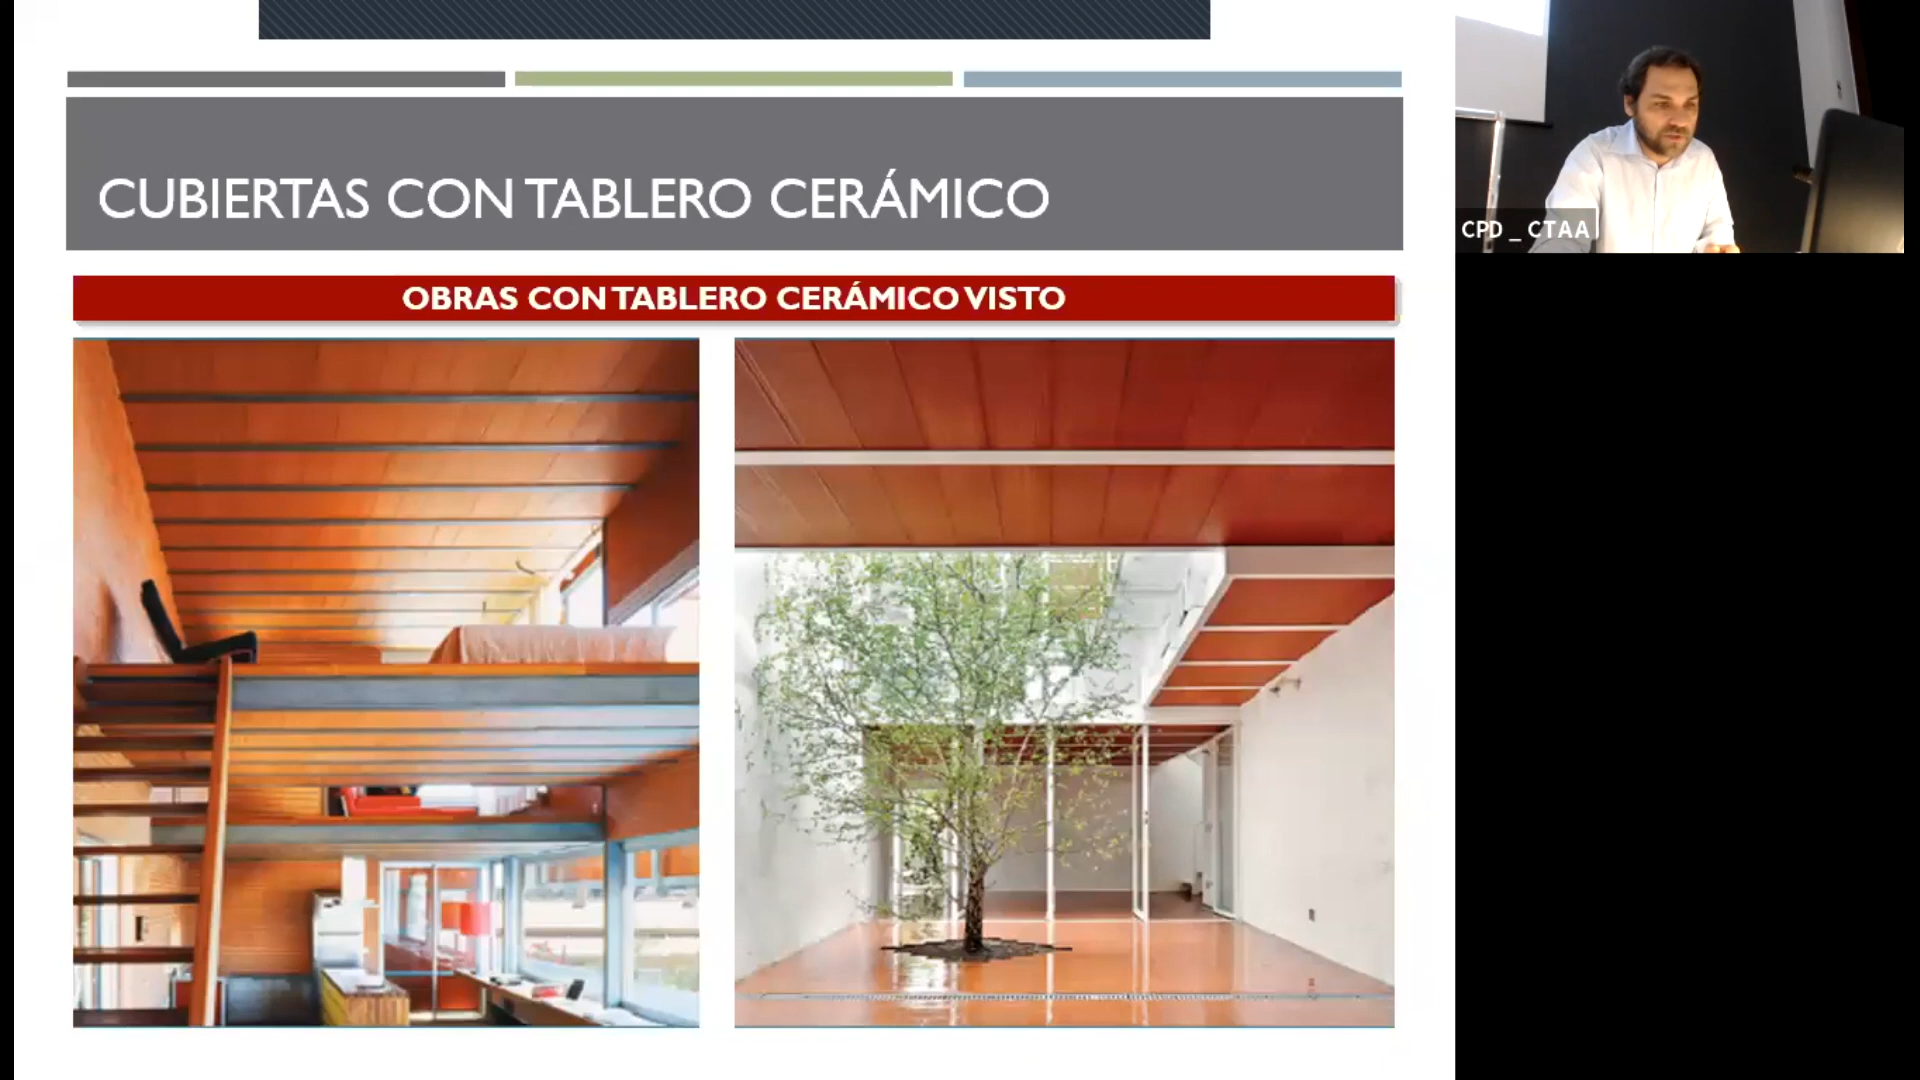 CUBIERTAS CON TABLERO CERÁMICO
OBRAS CON TABLERO CERÁMICO VISTO
CPD _ CTAA